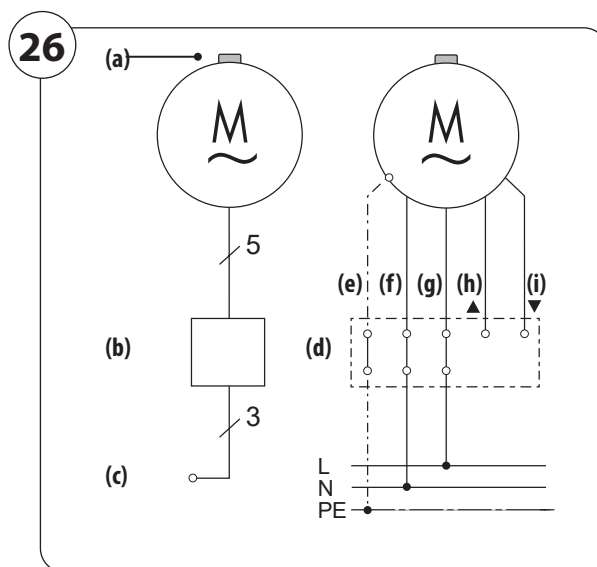 26
(a)
M
~
M
~
5
(e) (f) (g) (h) (i)
▲ ▼
(b)
(d)
3
(c)
L
N
PE